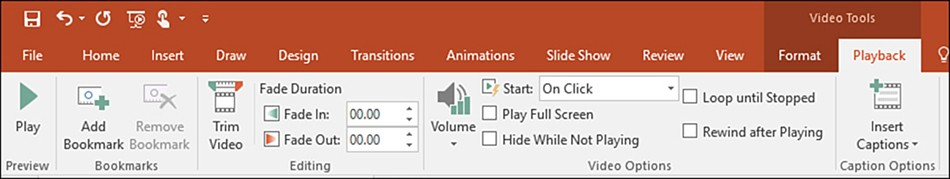 Video Tools
File Home Insert Draw Design Transitions Animations Slide Show Review View Format Playback
Play
Preview
Add
Bookmark
Remove
Bookmark
Bookmarks
Trim
Video
Fade Duration
Fade In: 00.00
Fade Out: 00.00
Editing
Volume
Start: On Click
Play Full Screen
Hide While Not Playing
Loop until Stopped
Rewind after Playing
Video Options
Insert
Captions
Caption Options